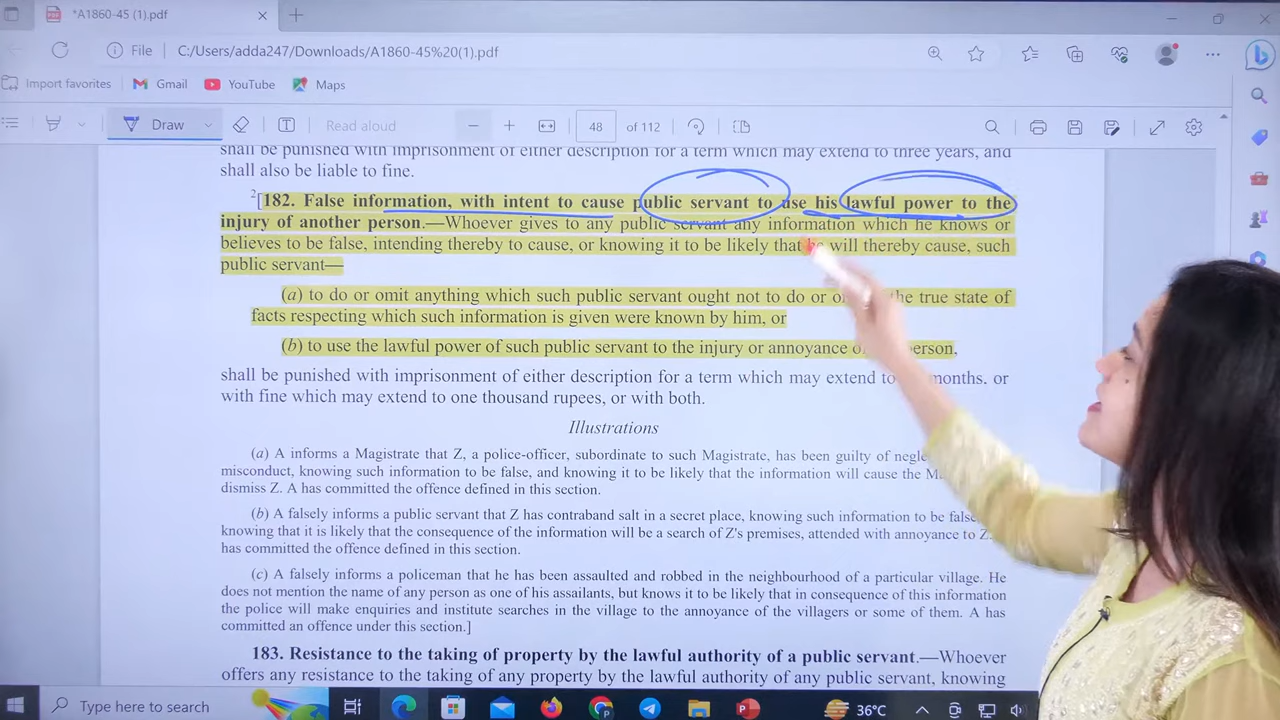 *A1860-45 (1).pdf
File C:/Users/adda247/Downloads/A1860-45%20(1).pdf
Import favorites Gmail YouTube Maps
Draw Read aloud 48 of 112
shall be punished with imprisonment of either description for a term which may extend to three years, and
shall also be liable to fine.
2[182. False information, with intent to cause public servant to use his lawful power to the
injury of another person.—Whoever gives to any public servant any information which he knows or
believes to be false, intending thereby to cause, or knowing it to be likely that he will thereby cause, such
public servant—
(a) to do or omit anything which such public servant ought not to do or the true state of
facts respecting which such information is given were known by him, or
(b) to use the lawful power of such public servant to the injury or annoyance person,
shall be punished with imprisonment of either description for a term which may extend to months, or
with fine which may extend to one thousand rupees, or with both.
Illustrations
(a) A informs a Magistrate that Z, a police-officer, subordinate to such Magistrate, has been guilty of
misconduct, knowing such information to be false, and knowing it to be likely that the information will cause the
dismiss Z. A has committed the offence defined in this section.
(b) A falsely informs a public servant that Z has contraband salt in a secret place, knowing such information to be false
knowing that it is likely that the consequence of the information will be a search of Z's premises, attended with annoyance to Z.
has committed the offence defined in this section.
(c) A falsely informs a policeman that he has been assaulted and robbed in the neighbourhood of a particular village. He
does not mention the name of any person as one of his assailants, but knows it to be likely that in consequence of this information
the police will make enquiries and institute searches in the village to the annoyance of the villagers or some of them. A has
committed an offence under this section.]
183. Resistance to the taking of property by the lawful authority of a public servant.—Whoever
offers any resistance to the taking of any property by the lawful authority of any public servant, knowing
Type here to search 36°C